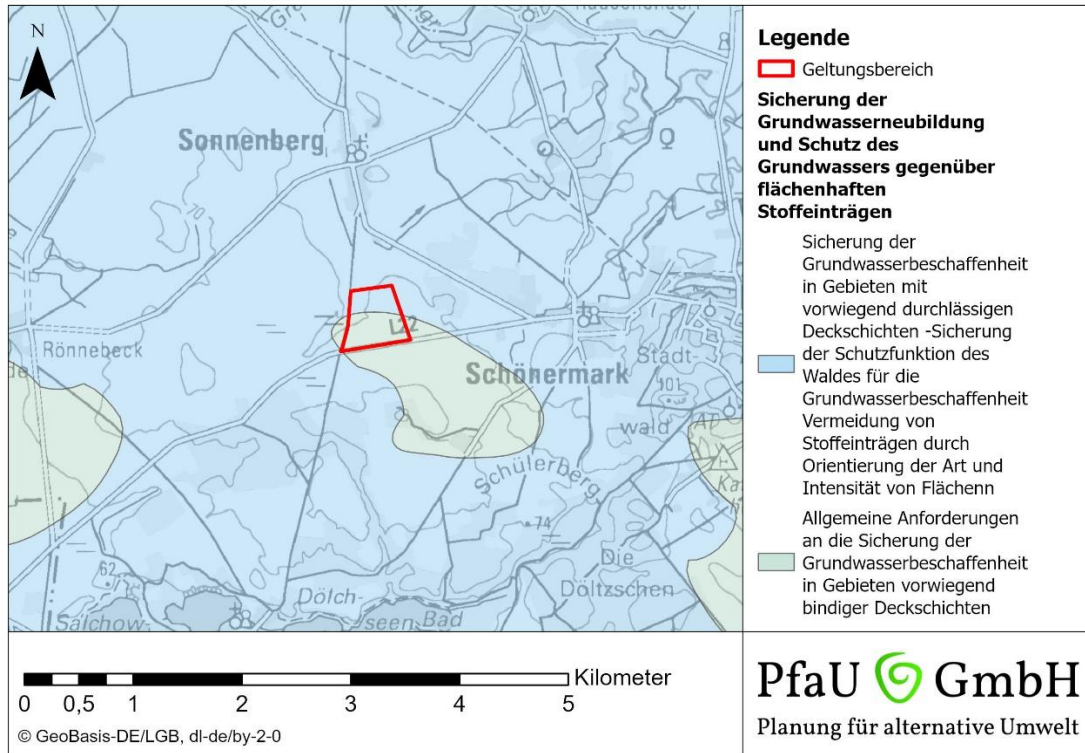 N
Sonnenberg
L22
Rönnebeck
Schönermark
Stadt-
101
wald
Schülerberg
74
Die
Döltzschen
62
Dölch-
Salchow-
seen
Bad
Legende
Geltungsbereich
Sicherung der
Grundwasserneubildung
und Schutz des
Grundwassers gegenüber
flächenhaften
Stoffeinträgen
Sicherung der
Grundwasserbeschaffenheit
in Gebieten mit
vorwiegend durchlässigen
Deckschichten -Sicherung
der Schutzfunktion des
Waldes für die
Grundwasserbeschaffenheit
Vermeidung von
Stoffeinträgen durch
Orientierung der Art und
Intensität von Flächenn
Allgemeine Anforderungen
an die Sicherung der
Grundwasserbeschaffenheit
in Gebieten vorwiegend
bindiger Deckschichten
Kilometer
0 0,5 1 2 3 4 5
© GeoBasis-DE/LGB, dl-de/by-2-0
PfaU GmbH
Planung für alternative Umwelt